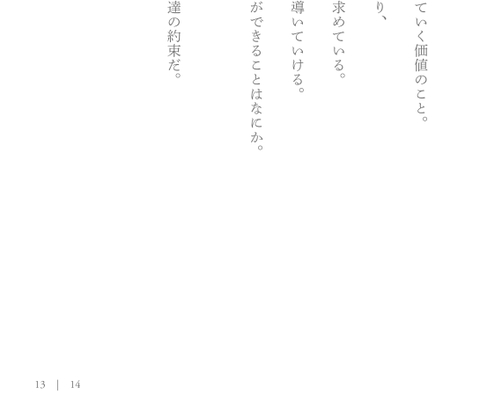 ていく価値のこと。
り、
求めている。
導いていける。
ができることはなにか。
達の約束だ。
13 | 14